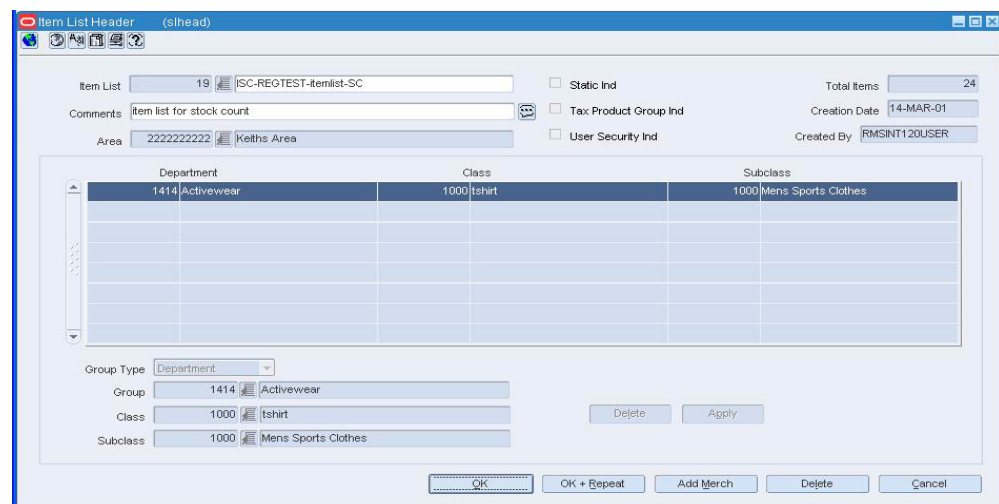 Item List Header (slhead)
Item List 19 ISC-REGTEST-itemlist-SC Static Ind Total Items 24
Comments item list for stock count Tax Product Group Ind Creation Date 14-MAR-01
Area 2222222222 Keiths Area User Security Ind Created By RMSINT120USER
Department Class Subclass
1414 Activewear 1000 tshirt 1000 Mens Sports Clothes
Group Type Department
Group 1414 Activewear
Class 1000 tshirt Delete Apply
Subclass 1000 Mens Sports Clothes
OK OK + Repeat Add Merch Delete Cancel